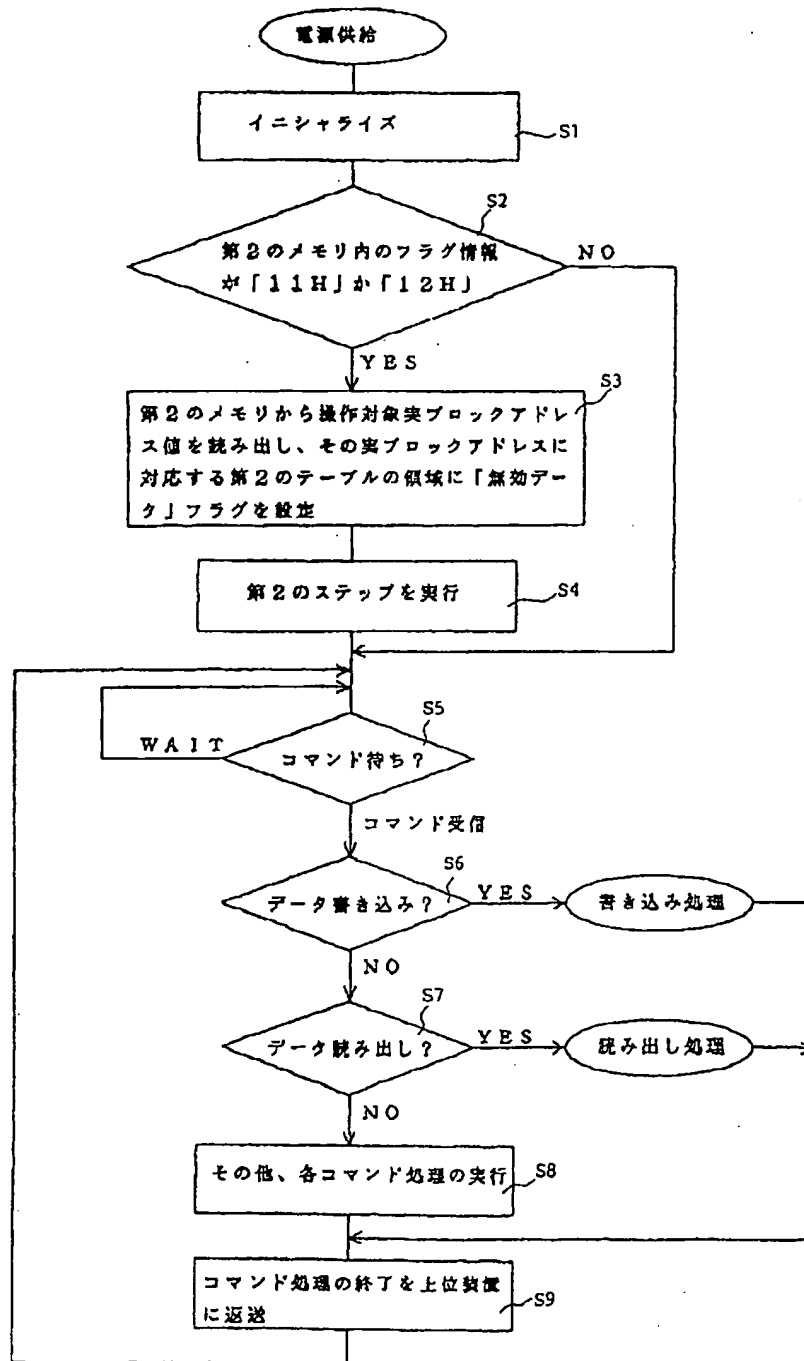 電源供給
イニシャライズ
S1
S2
第2のメモリ内のフラグ情報
が「11H」か「12H」
NO
YES
S3
第2のメモリから操作対象実ブロックアドレ
ス値を読み出し、その実ブロックアドレスに
対応する第2のテーブルの領域に「無効デー
タ」フラグを設定
第2のステップを実行
S4
S5
WAIT
コマンド待ち?
コマンド受信
S6
データ書き込み?
YES
書き込み処理
NO
S7
データ読み出し?
YES
読み出し処理
NO
その他、各コマンド処理の実行
S8
コマンド処理の終了を上位装置
に返送
S9